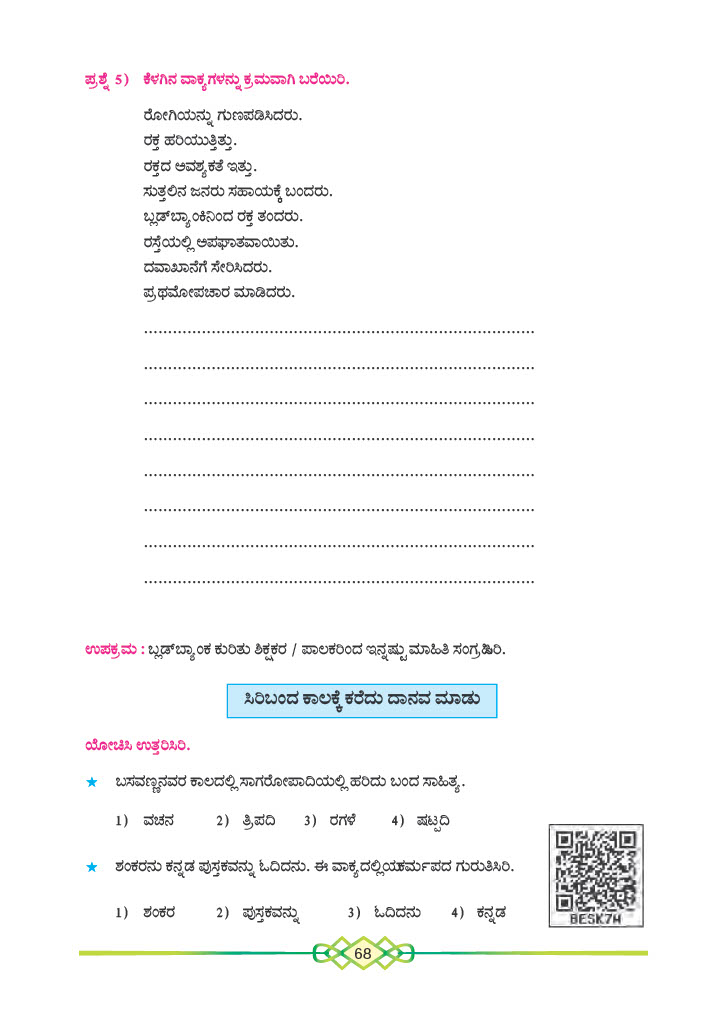 ಪ್ರಶ್ನೆ 5) ಕೆಳಗಿನ ವಾಕ್ಯಗಳನ್ನು ಕ್ರಮವಾಗಿ ಬರೆಯಿರಿ.
ರೋಗಿಯನ್ನು ಗುಣಪಡಿಸಿದರು.
ರಕ್ತ ಹರಿಯುತ್ತಿತ್ತು.
ರಕ್ತದ ಅವಶ್ಯಕತೆ ಇತ್ತು.
ಸುತ್ತಲಿನ ಜನರು ಸಹಾಯಕ್ಕೆ ಬಂದರು.
ಬ್ಲಡ್‌ಬ್ಯಾಂಕಿನಿಂದ ರಕ್ತ ತಂದರು.
ರಸ್ತೆಯಲ್ಲಿ ಅಪಘಾತವಾಯಿತು.
ದವಾಖಾನೆಗೆ ಸೇರಿಸಿದರು.
ಪ್ರಥಮೋಪಚಾರ ಮಾಡಿದರು.
................................................................................
................................................................................
................................................................................
................................................................................
................................................................................
................................................................................
................................................................................
................................................................................
ಉಪಕ್ರಮ : ಬ್ಲಡ್‌ಬ್ಯಾಂಕ ಕುರಿತು ಶಿಕ್ಷಕರ / ಪಾಲಕರಿಂದ ಇನ್ನಷ್ಟು ಮಾಹಿತಿ ಸಂಗ್ರಹಿಸಿರಿ.
ಸಿರಿಬಂದ ಕಾಲಕ್ಕೆ ಕರೆದು ದಾನವ ಮಾಡು
ಯೋಚಿಸಿ ಉತ್ತರಿಸಿರಿ.
★ ಬಸವಣ್ಣನವರ ಕಾಲದಲ್ಲಿ ಸಾಗರೋಪಾದಿಯಲ್ಲಿ ಹರಿದು ಬಂದ ಸಾಹಿತ್ಯ.
1) ವಚನ 2) ತ್ರಿಪದಿ 3) ರಗಳೆ 4) ಷಟ್ಪದಿ
★ ಶಂಕರನು ಕನ್ನಡ ಪುಸ್ತಕವನ್ನು ಓದಿದನು. ಈ ವಾಕ್ಯದಲ್ಲಿಯ ಕರ್ಮಪದ ಗುರುತಿಸಿರಿ.
1) ಶಂಕರ 2) ಪುಸ್ತಕವನ್ನು 3) ಓದಿದನು 4) ಕನ್ನಡ
BESK7W
68